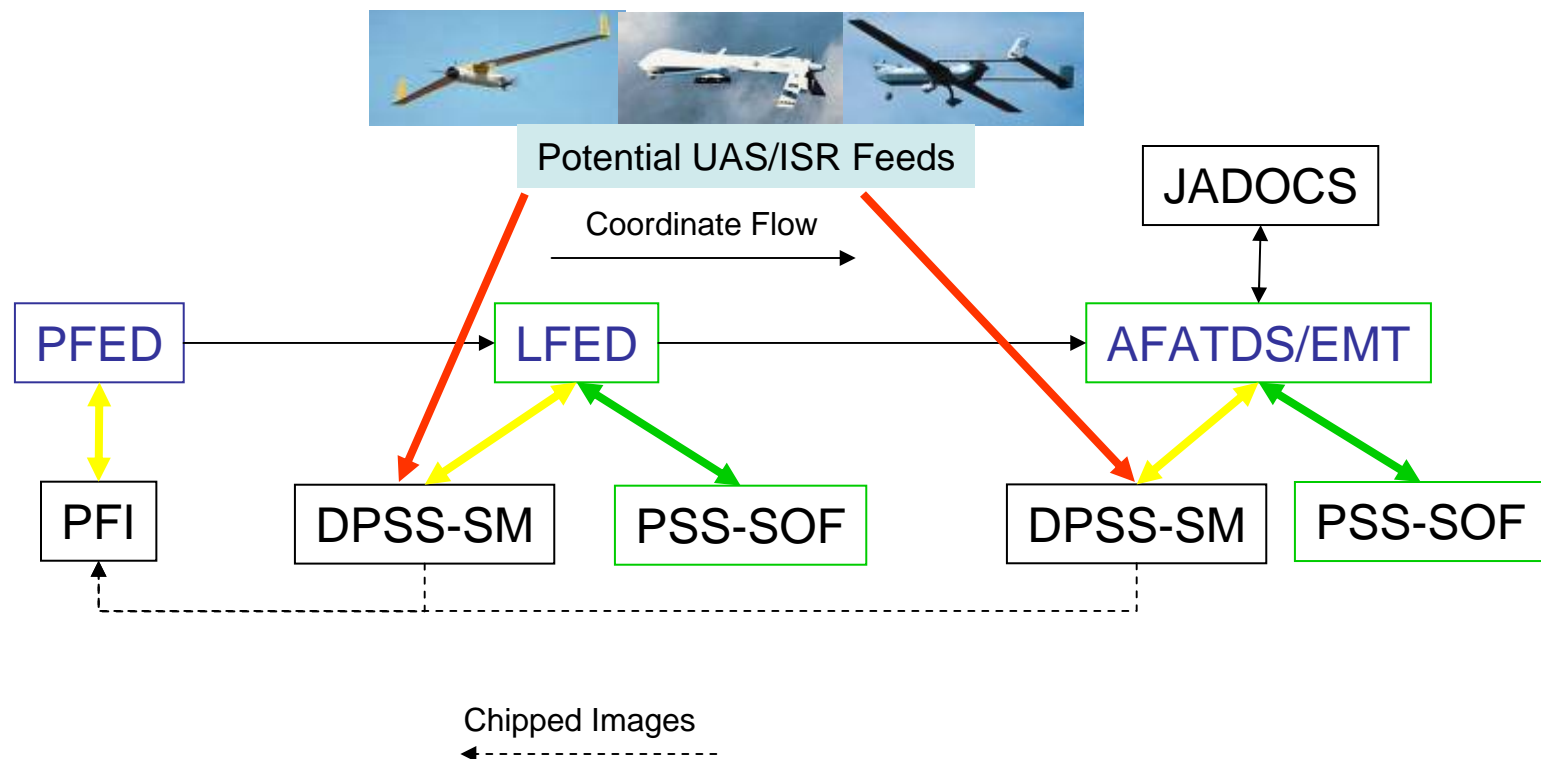 Potential UAS/ISR Feeds
JADOCS
Coordinate Flow
PFED
LFED
AFATDS/EMT
PFI
DPSS-SM
PSS-SOF
DPSS-SM
PSS-SOF
Chipped Images